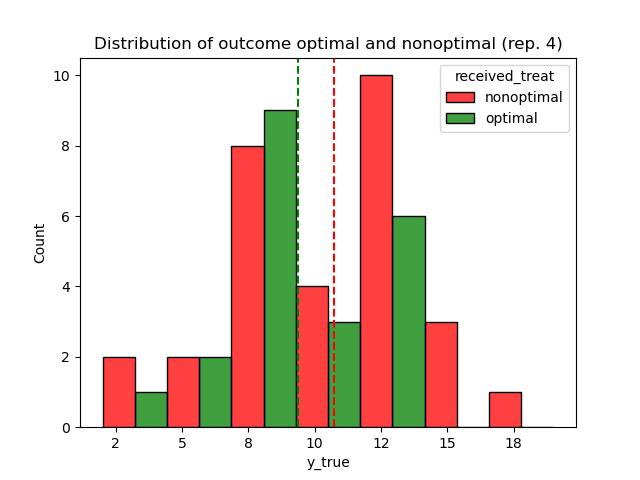 Distribution of outcome optimal and nonoptimal (rep. 4)
received_treat
nonoptimal
optimal
Count
10
8
6
4
2
0
2 5 8 10 12 15 18
y_true